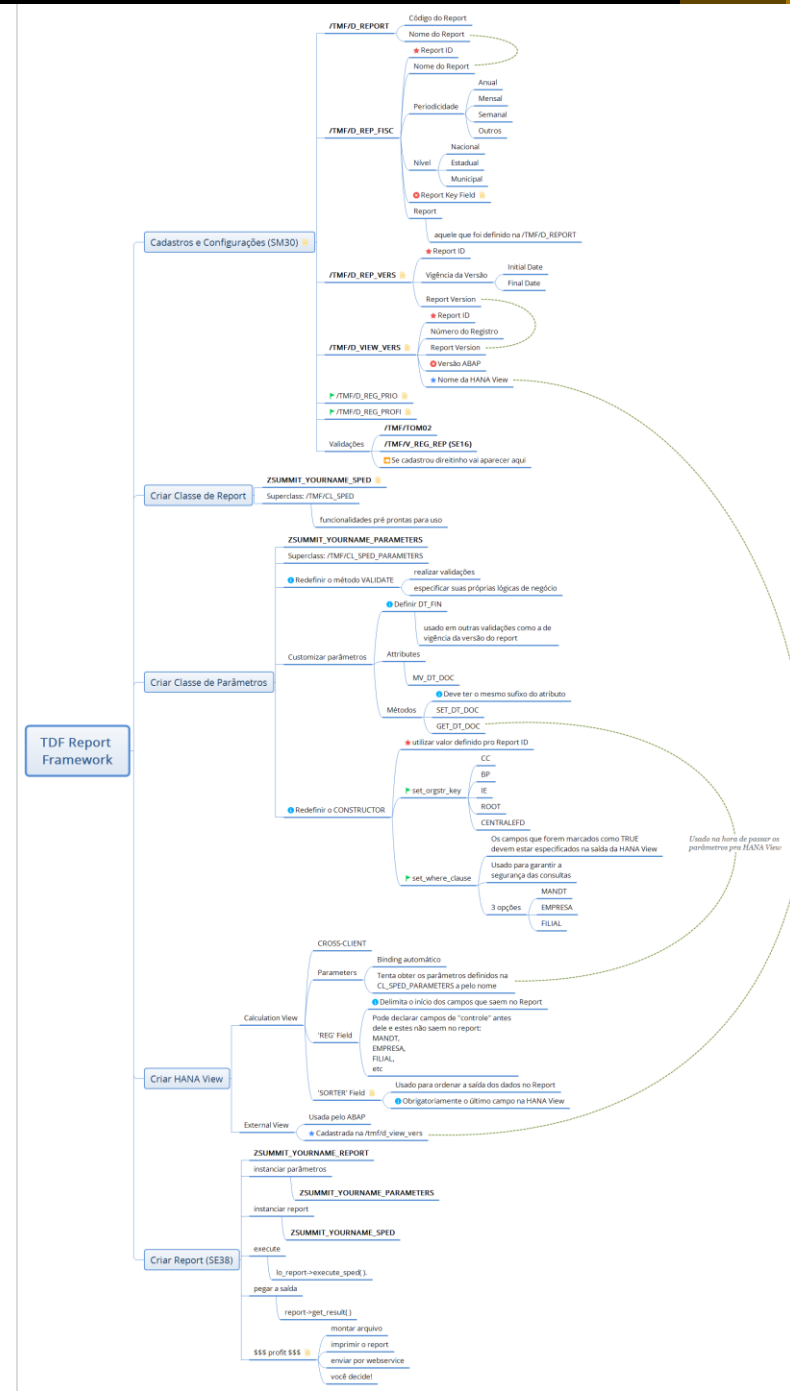 TDF Report
Framework
Cadastros e Configurações (SM30)
/TMF/D_REPORT
Código do Report
Nome do Report
/TMF/D_REP_FISC
Report ID
Nome do Report
Periodicidade
Anual
Mensal
Semanal
Outros
Nível
Nacional
Estadual
Municipal
Report Key Field
Report
aquele que foi definido na /TMF/D_REPORT
/TMF/D_REP_VERS
Report ID
Vigência da Versão
Initial Date
Final Date
Report Version
/TMF/D_VIEW_VERS
Report ID
Número do Registro
Report Version
Versão ABAP
Nome da HANA View
/TMF/D_REG_PRIO
/TMF/D_REG_PROFI
Validações
/TMF/TOM02
/TMF/V_REG_REP (SE16)
Se cadastrou direitinho vai aparecer aqui
Criar Classe de Report
ZSUMMIT_YOURNAME_SPED
Superclass: /TMF/CL_SPED
funcionalidades pré prontas para uso
Criar Classe de Parâmetros
ZSUMMIT_YOURNAME_PARAMETERS
Superclass: /TMF/CL_SPED_PARAMETERS
Redefinir o método VALIDATE
realizar validações
especificar suas próprias lógicas de negócio
Customizar parâmetros
Definir DT_FIN
usado em outras validações como a de
vigência da versão do report
Attributes
MV_DT_DOC
Métodos
Deve ter o mesmo sufixo do atributo
SET_DT_DOC
GET_DT_DOC
Redefinir o CONSTRUCTOR
utilizar valor definido pro Report ID
set_orgstr_key
CC
BP
IE
ROOT
CENTRALEFD
set_where_clause
Os campos que forem marcados como TRUE
devem estar especificados na saída da HANA View
Usado para garantir a
segurança das consultas
3 opções
MANDT
EMPRESA
FILIAL
Usado na hora de passar os
parâmetros pra HANA View
Criar HANA View
Calculation View
CROSS-CLIENT
Parameters
Binding automático
Tenta obter os parâmetros definidos na
CL_SPED_PARAMETERS a pelo nome
'REG' Field
Delimita o início dos campos que saem no Report
Pode declarar campos de "controle" antes
dele e estes não saem no report:
MANDT,
EMPRESA,
FILIAL,
etc
'SORTER' Field
Usado para ordenar a saída dos dados no Report
Obrigatoriamente o último campo na HANA View
External View
Usada pelo ABAP
Cadastrada na /tmf/d_view_vers
Criar Report (SE38)
ZSUMMIT_YOURNAME_REPORT
instanciar parâmetros
ZSUMMIT_YOURNAME_PARAMETERS
instanciar report
ZSUMMIT_YOURNAME_SPED
execute
lo_report->execute_sped( ).
pegar a saída
report->get_result( )
$$$ profit $$$
montar arquivo
imprimir o report
enviar por webservice
você decide!